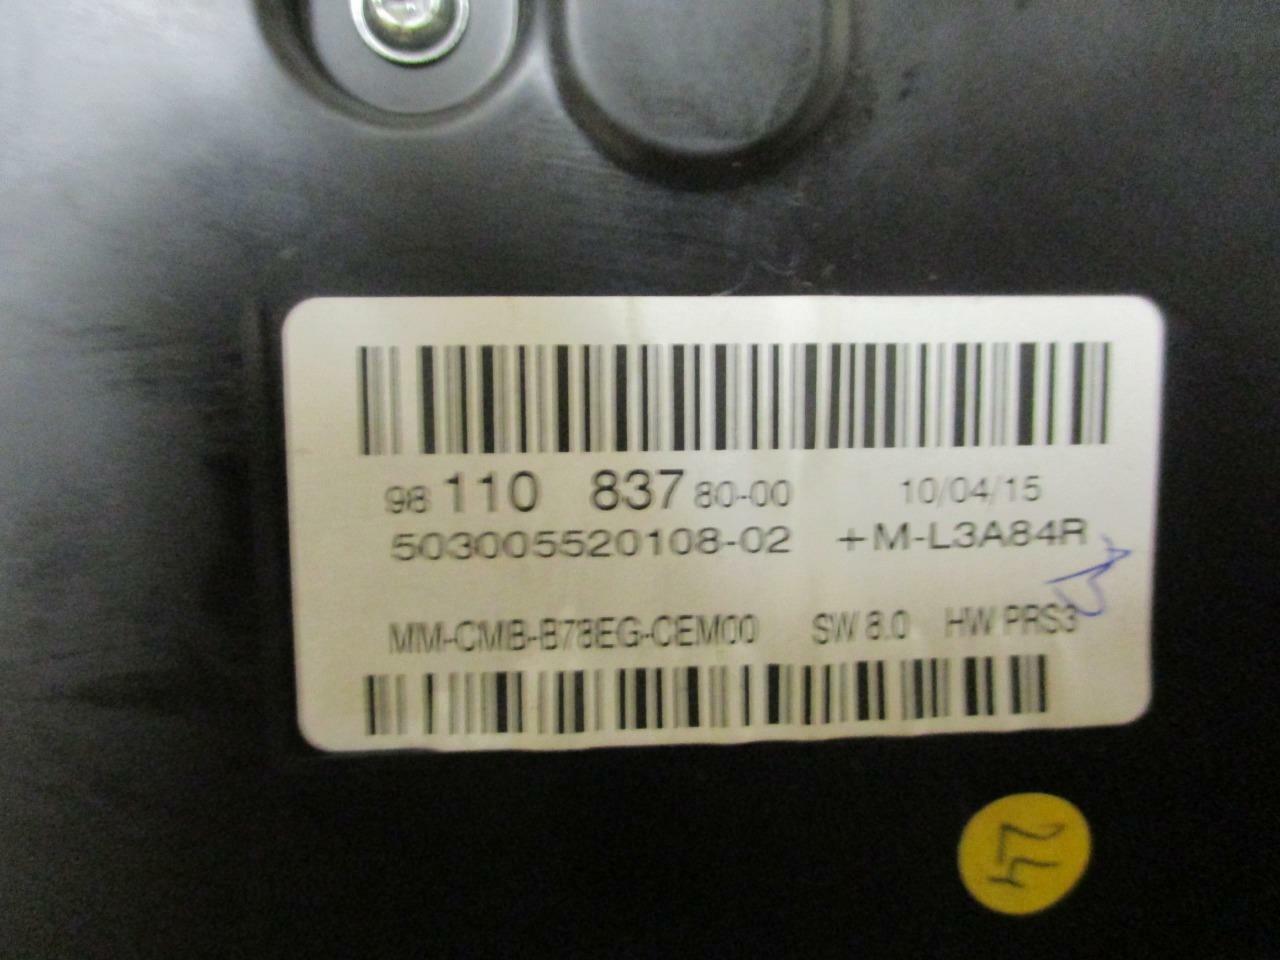 98 110 837 80-00 10/04/15
503005520108-02 +M-L3A84R
MM-CMB-B78EG-CEM00 SW 8.0 HW PRS3
24